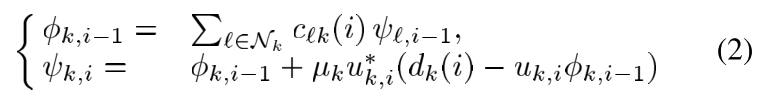 ϕ_{k,i−1} = ∑_{ℓ∈𝒩_k} c_{ℓk}(i) ψ_{ℓ,i−1},
ψ_{k,i} = ϕ_{k,i−1} + μ_k u^*_{k,i}(d_k(i) − u_{k,i}ϕ_{k,i−1}) (2)